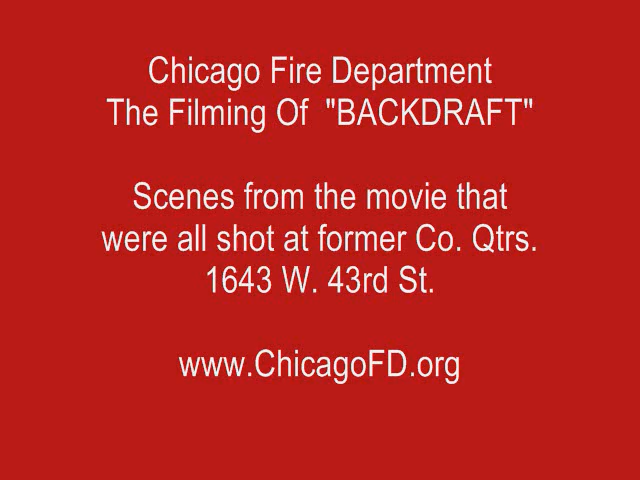 Chicago Fire Department
The Filming Of "BACKDRAFT"
Scenes from the movie that
were all shot at former Co. Qtrs.
1643 W. 43rd St.
www.ChicagoFD.org